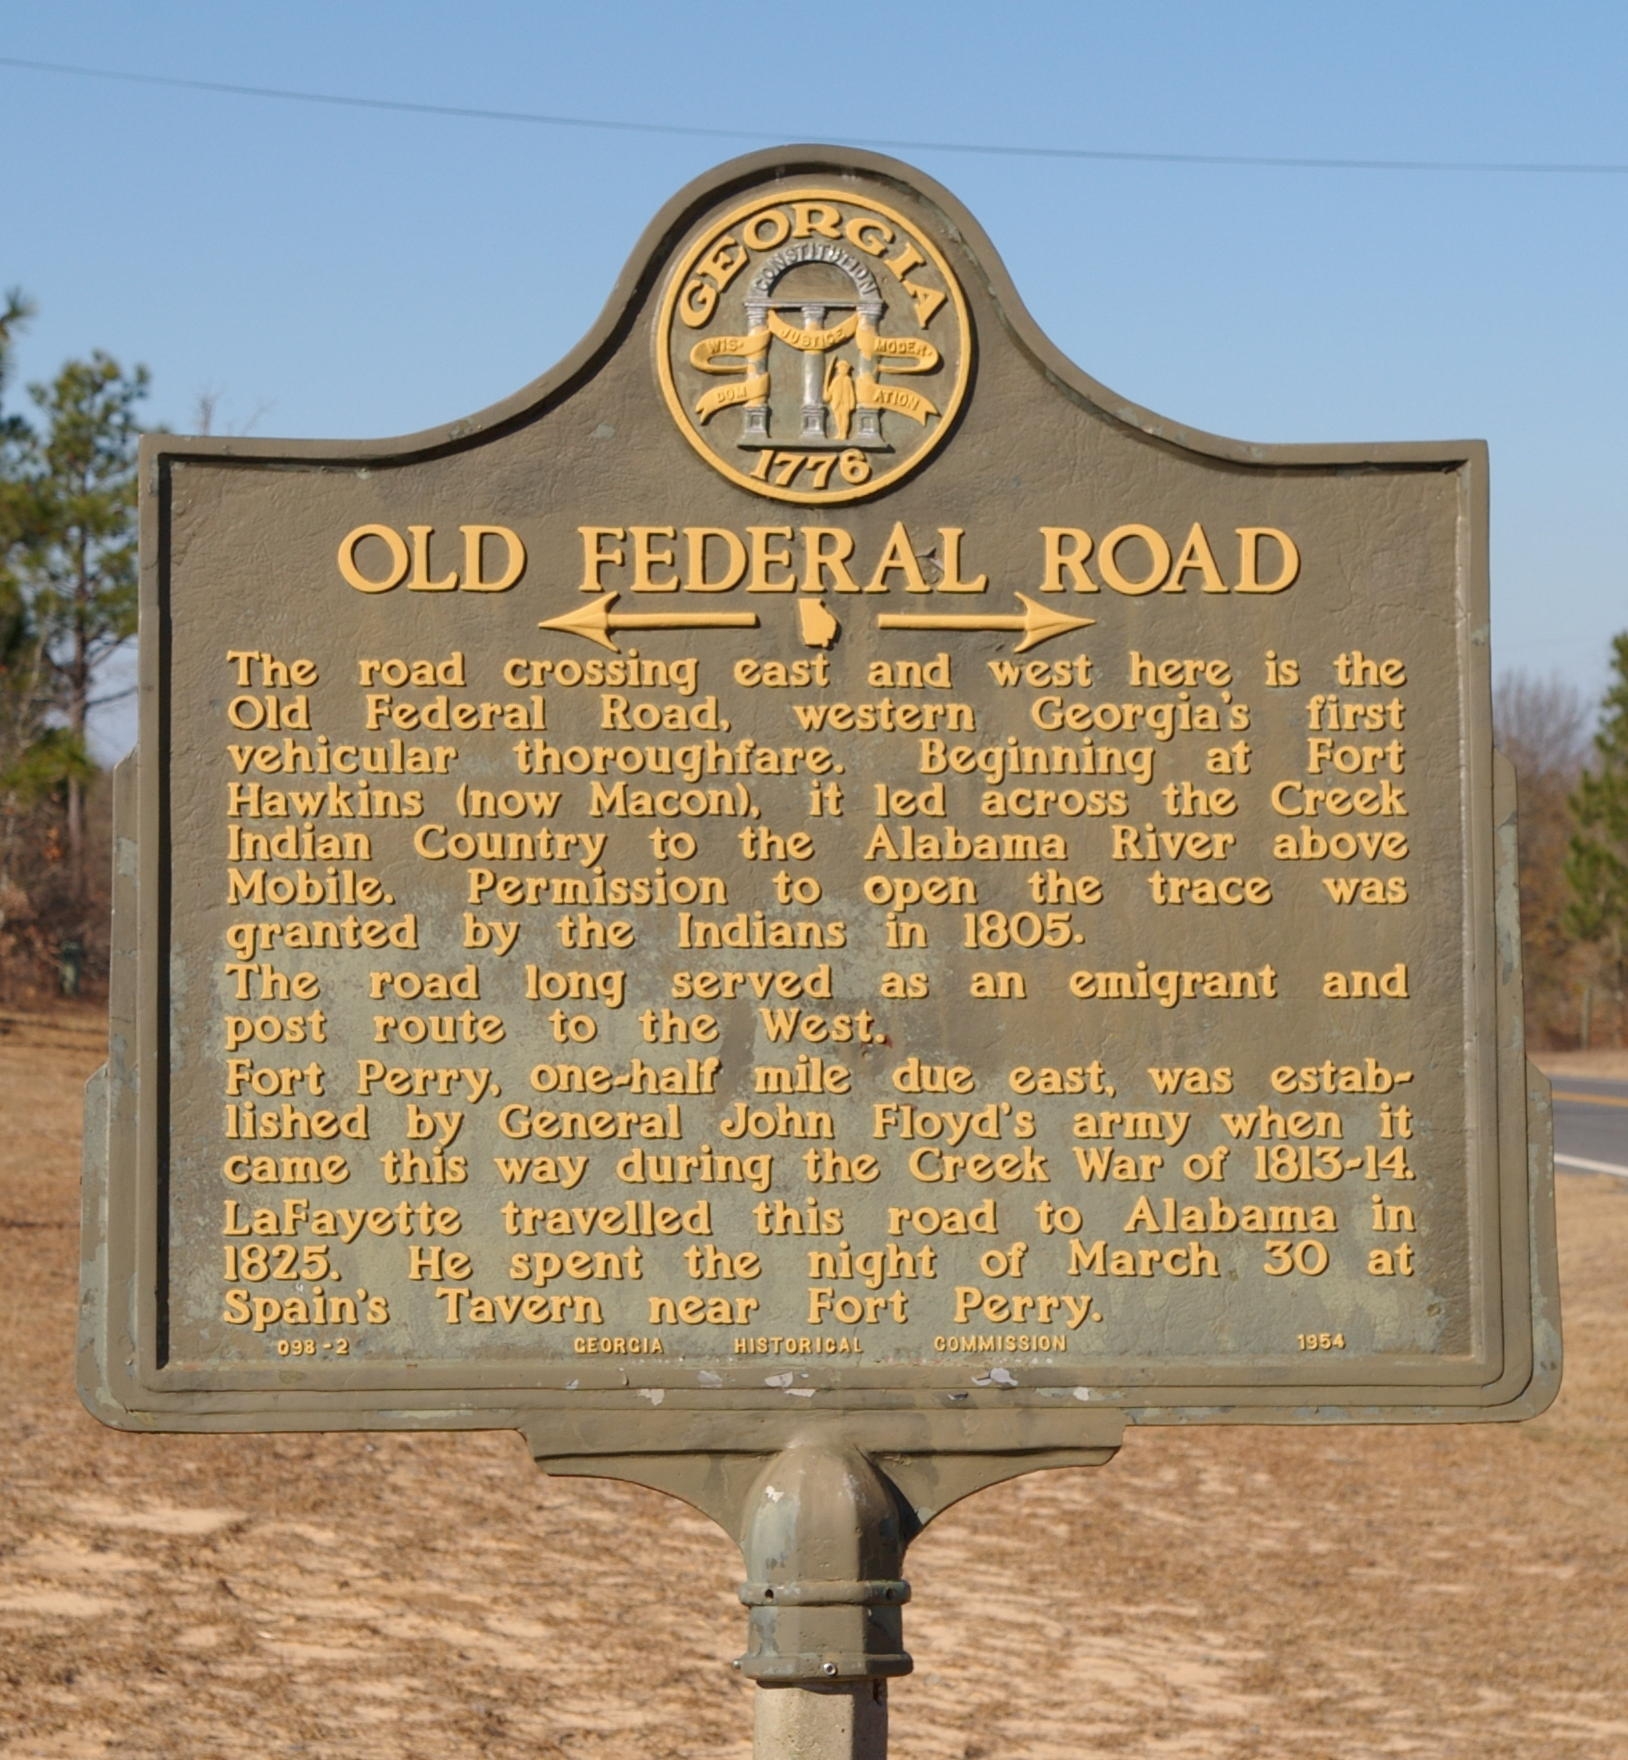 GEORGIA
CONSTITUTION
WIS- JUSTICE MODER-
DOM ATION
1776
OLD FEDERAL ROAD
The road crossing east and west here is the
Old Federal Road, western Georgia's first
vehicular thoroughfare. Beginning at Fort
Hawkins (now Macon), it led across the Creek
Indian Country to the Alabama River above
Mobile. Permission to open the trace was
granted by the Indians in 1805.
The road long served as an emigrant and
post route to the West.
Fort Perry, one-half mile due east, was estab-
lished by General John Floyd's army when it
came this way during the Creek War of 1813-14.
LaFayette travelled this road to Alabama in
1825. He spent the night of March 30 at
Spain's Tavern near Fort Perry.
098-2 GEORGIA HISTORICAL COMMISSION 1954